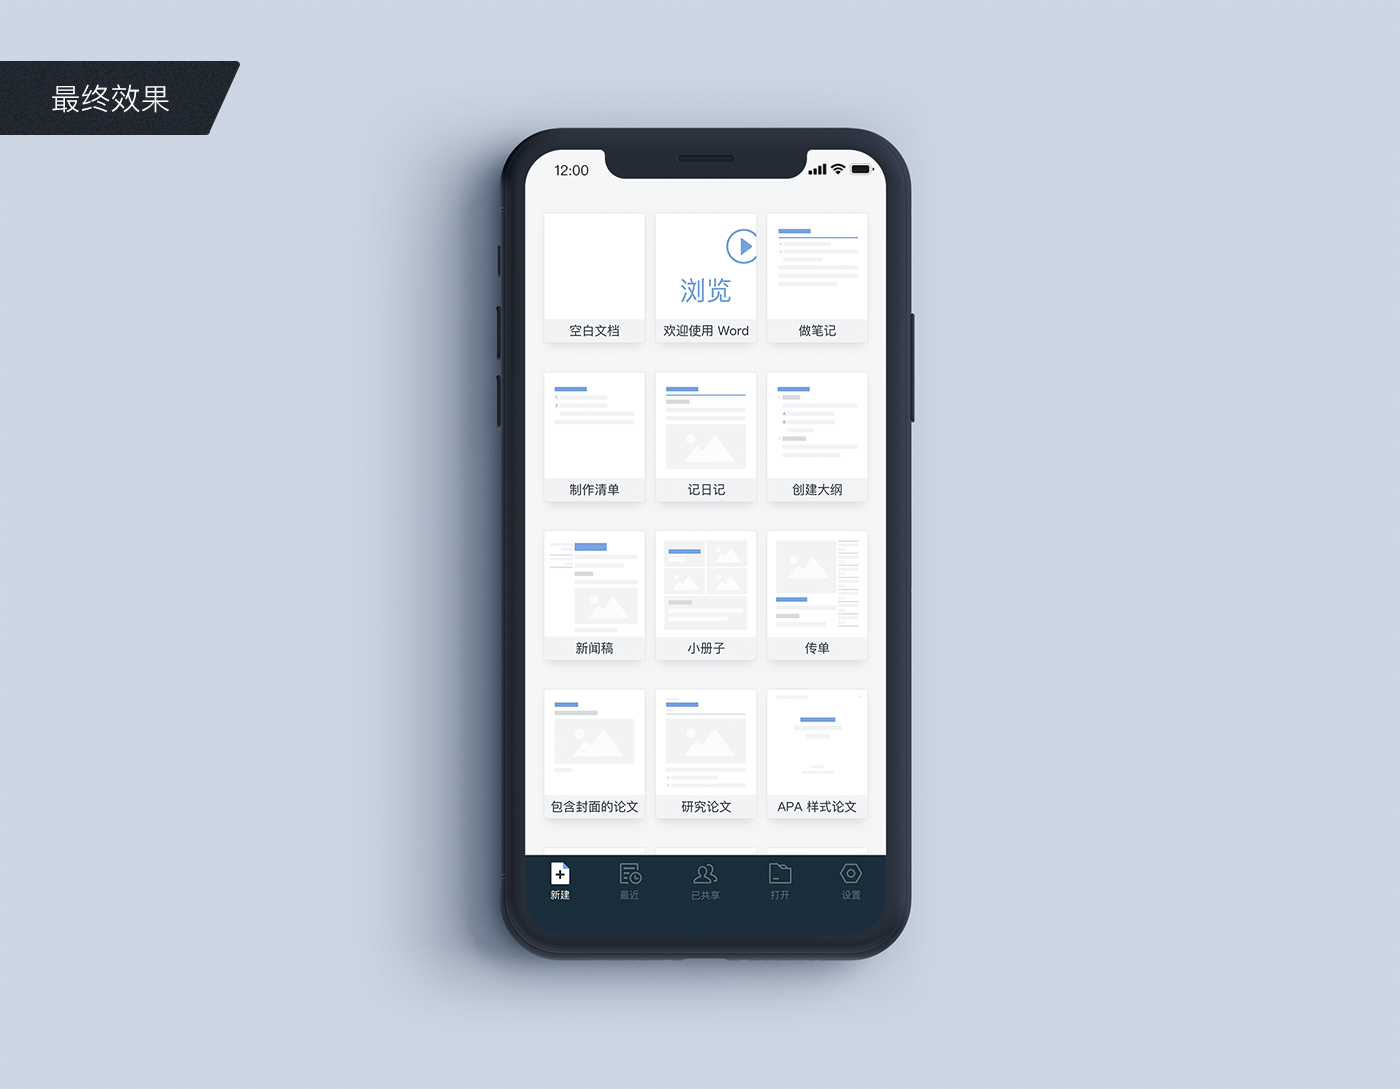 最终效果
12:00
浏览
空白文档
欢迎使用 Word
做笔记
制作清单
记日记
创建大纲
新闻稿
小册子
传单
包含封面的论文
研究论文
APA 样式论文
新建
最近
已共享
打开
设置